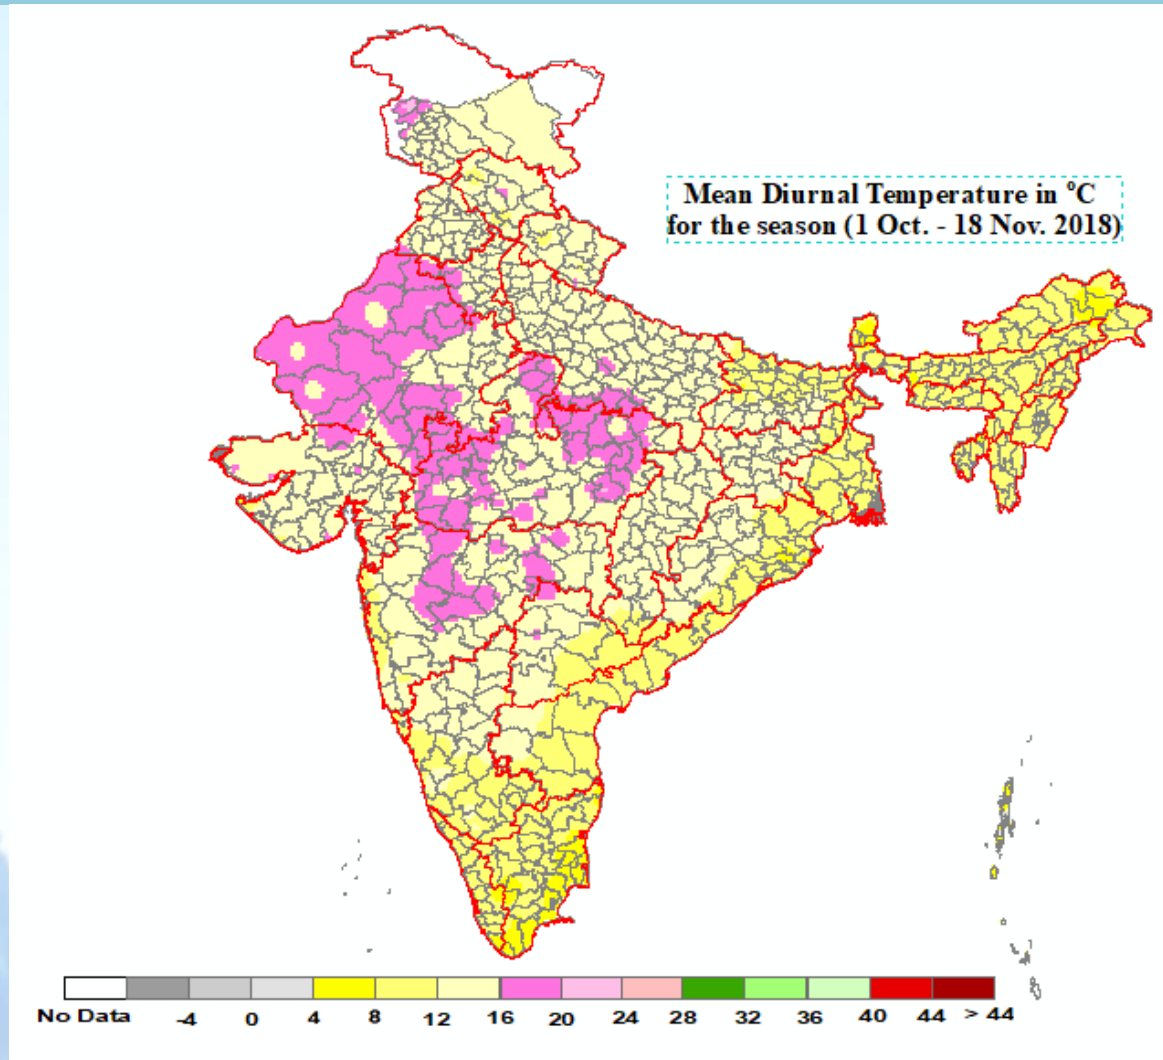 Mean Diurnal Temperature in °C
for the season (1 Oct. - 18 Nov. 2018)
No Data -4 0 4 8 12 16 20 24 28 32 36 40 44 > 44